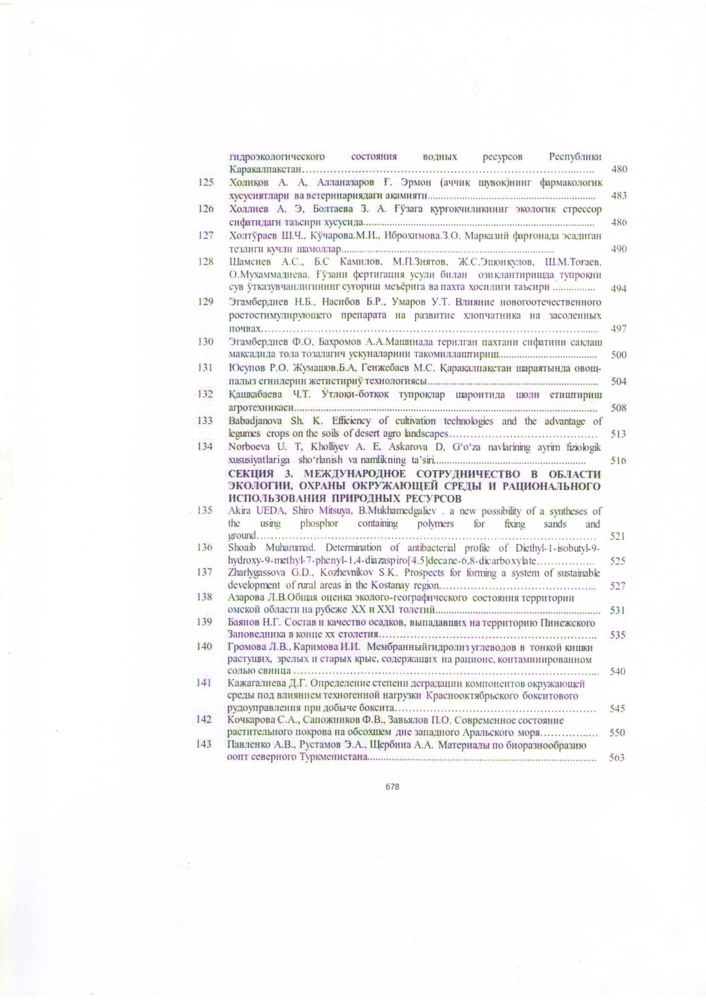 гидроэкологического состояния водных ресурсов Республики
Каракалпакстан........................................................ 480
125 Холиқов А. А, Алланазаров Ғ. Эрмон (аччик шувок)нинг фармакологик
хусусиятлари ва ветеринариядаги аҳамияти........................................................ 483
126 Холлиев А. Э, Болтаева З. А. Ғўзага қурғоқчиликнинг экологик стрессор
сифатидаги таъсири хусусида........................................................ 486
127 Холтўраев Ш.Ч., Кўчарова.М.И., Иброхимова.З.О. Марказий фарғонада эсадиган
тезлиги кучли шамоллар........................................................ 490
128 Шамсиев А.С., Б.С Камилов, М.П.Зиятов, Ж.С.Эшонкулов, Ш.М.Тоғаев,
О.Мухаммадиева. Ғўзани фертигация усули билан озиклантиришда тупрокни
сув ўтказувчанлигининг суғориш меъёрига ва пахта хосилиги таъсири ................ 494
129 Эгамбердиев Н.Б., Насибов Б.Р., Умаров У.Т. Влияние новогоотечественного
ростостимулирующего препарата на развитие хлопчатника на засоленных
почвах........................................................ 497
130 Эгамбердиев Ф.О, Бахромов А.А.Машинада терилган пахтани сифатини сақлаш
мақсадида тола тозалагич ускуналарини такомиллаштириш.................................. 500
131 Юсупов Р.О. Жумашов.Б.А. Генжебаев М.С. Қарақалпақстан шараятында овощ-
палыз егинлерин жетистириў технологиясы........................................................ 504
132 Қашқабаева Ч.Т. Ўтлоқи-ботқоқ тупроқлар шароитида шоли етиштириш
агротехникаси........................................................ 508
133 Babadjanova Sh. K. Efficiency of cultivation technologies and the advantage of
legumes crops on the soils of desert agro landscapes........................................ 513
134 Norboeva U. T, Kholliyev A. E. Askarova D, G‘o‘za navlarining ayrim fiziologik
xususiyatlariga sho‘rlanish va namlikning ta‘siri........................................................ 516
СЕКЦИЯ 3. МЕЖДУНАРОДНОЕ СОТРУДНИЧЕСТВО В ОБЛАСТИ
ЭКОЛОГИИ, ОХРАНЫ ОКРУЖАЮЩЕЙ СРЕДЫ И РАЦИОНАЛЬНОГО
ИСПОЛЬЗОВАНИЯ ПРИРОДНЫХ РЕСУРСОВ
135 Akira UEDA, Shiro Mitsuya, B.Mukhamedgaliev . a new possibility of a syntheses of
the using phosphor containing polymers for fixing sands and
ground........................................................ 521
136 Shoaib Muhammad. Determination of antibacterial profile of Diethyl-1-isobutyl-9-
hydroxy-9-methyl-7-phenyl-1,4-diazaspiro[4.5]decane-6,8-dicarboxylate................. 525
137 Zharlygassova G.D., Kozhevnikov S.K. Prospects for forming a system of sustainable
development of rural areas in the Kostanay region........................................ 527
138 Азарова Л.В.Общая оценка эколого-географического состояния территории
омской области на рубеже XX и XXI толетий........................................................ 531
139 Баянов Н.Г. Состав и качество осадков, выпадавших на территорию Пинежского
Заповедника в конце xx столетия........................................................ 535
140 Громова Л.В., Каримова И.И. Мембранныйгидролиз углеводов в тонкой кишки
растущих, зрелых и старых крыс, содержащих на рационе, контаминированном
солью свинца ........................................................ 540
141 Кажагалиева Д.Г. Определение степени деградации компонентов окружающей
среды под влиянием техногенной нагрузки Краснооктябрьского бокситового
рудоуправления при добыче боксита........................................................ 545
142 Кочкарова С.А., Сапожников Ф.В., Завьялов П.О. Современное состояние
растительного покрова на обсохшем дне западного Аральского моря................. 550
143 Павленко А.В., Рустамов Э.А., Щербина А.А. Материалы по биоразнообразию
оопт северного Туркменистана........................................................ 563
678